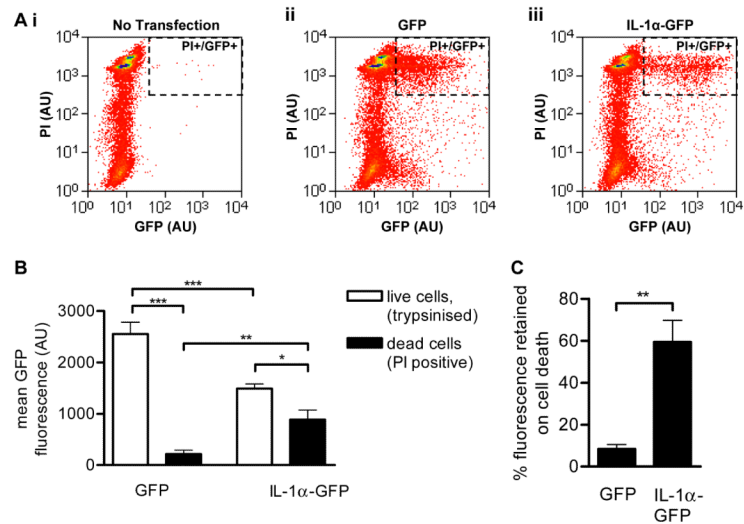 A i
No Transfection
PI+/GFP+
PI (AU)
10⁴
10³
10²
10¹
10⁰
10⁰ 10¹ 10² 10³ 10⁴
GFP (AU)
ii
GFP
PI+/GFP+
PI (AU)
10⁴
10³
10²
10¹
10⁰
10⁰ 10¹ 10² 10³ 10⁴
GFP (AU)
iii
IL-1α-GFP
PI+/GFP+
PI (AU)
10⁴
10³
10²
10¹
10⁰
10⁰ 10¹ 10² 10³ 10⁴
GFP (AU)
B
mean GFP
fluorescence (AU)
3000
2000
1000
0
***
***
**
*
GFP
IL-1α-GFP
live cells,
(trypsinised)
dead cells
(PI positive)
C
% fluorescence retained
on cell death
80
60
40
20
0
**
GFP
IL-1α-
GFP